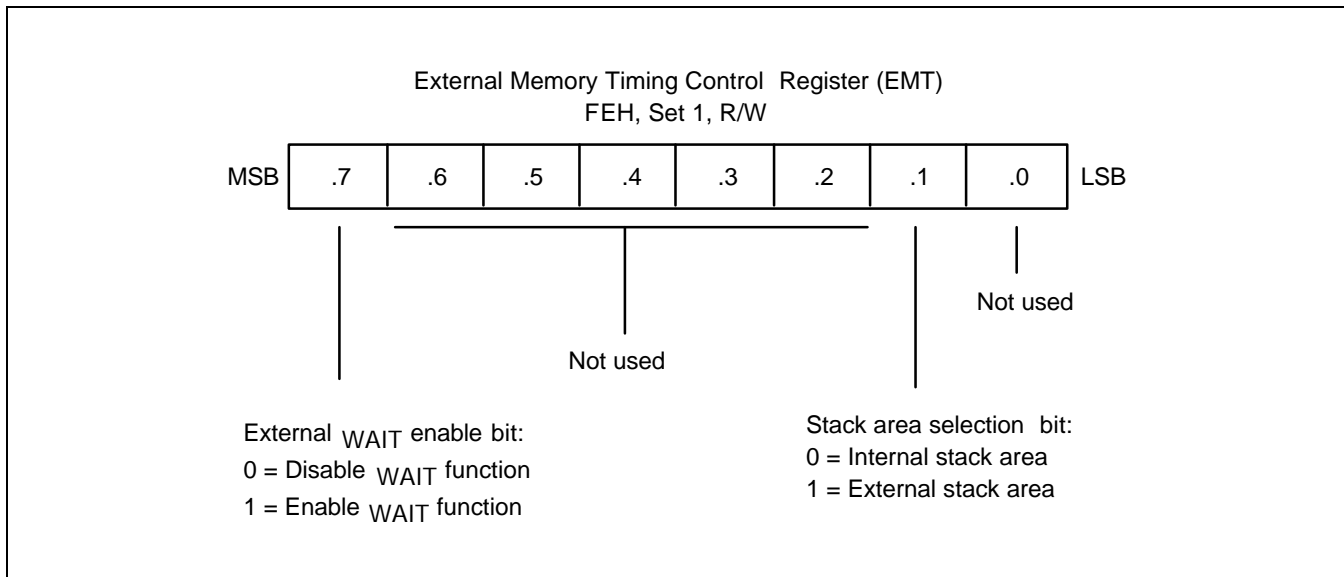 External Memory Timing Control Register (EMT)
FEH, Set 1, R/W
MSB .7 .6 .5 .4 .3 .2 .1 .0 LSB
Not used
Not used
External WAIT enable bit:
0 = Disable WAIT function
1 = Enable WAIT function
Stack area selection bit:
0 = Internal stack area
1 = External stack area